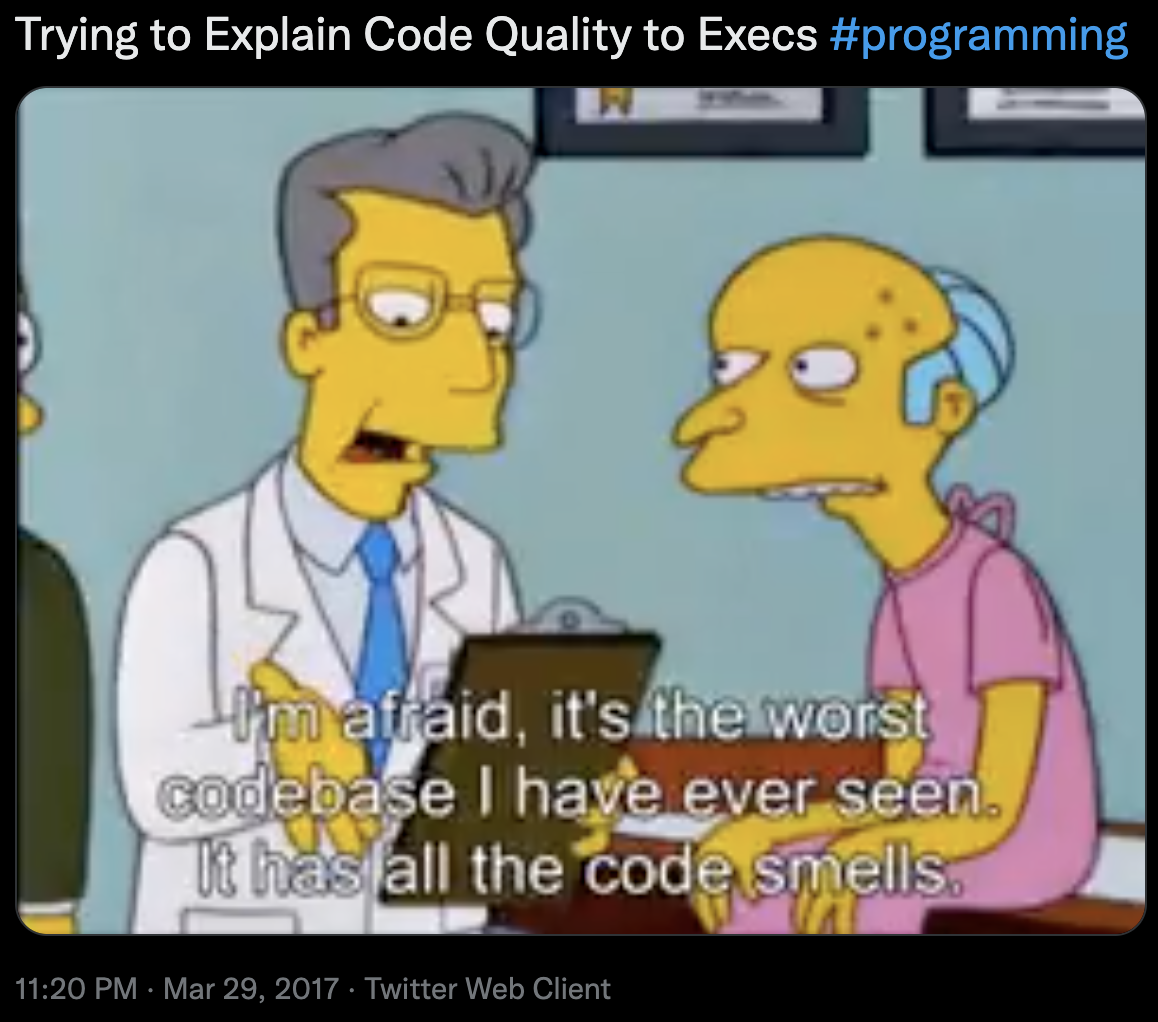 Trying to Explain Code Quality to Execs #programming
I'm afraid, it's the worst
codebase I have ever seen.
It has all the code smells.
11:20 PM · Mar 29, 2017 · Twitter Web Client